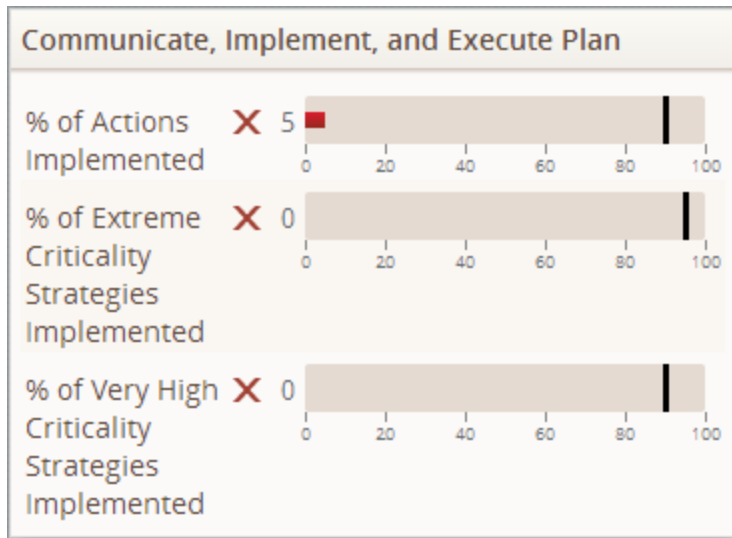 Communicate, Implement, and Execute Plan
% of Actions 5
Implemented
0 20 40 60 80 100
% of Extreme 0
Criticality
0 20 40 60 80 100
Strategies
Implemented
% of Very High 0
Criticality
0 20 40 60 80 100
Strategies
Implemented